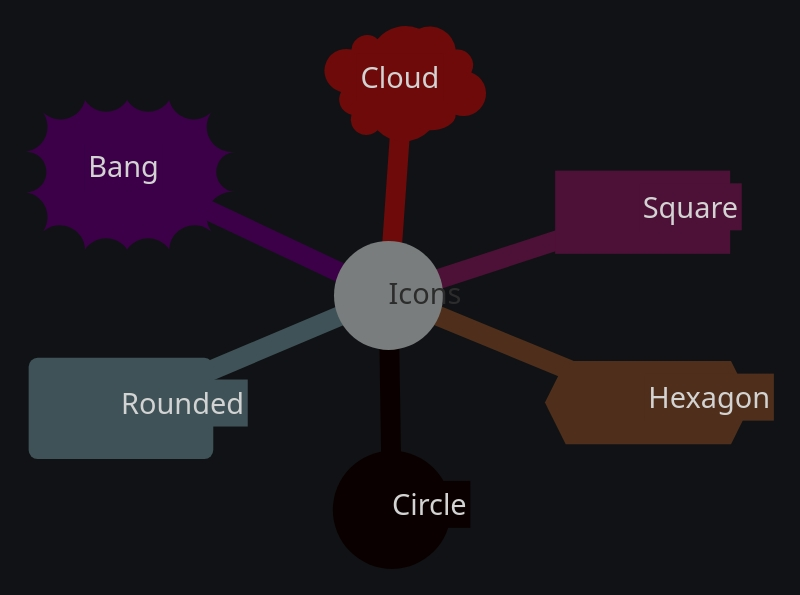 Cloud
Bang
Square
Icons
Rounded
Hexagon
Circle